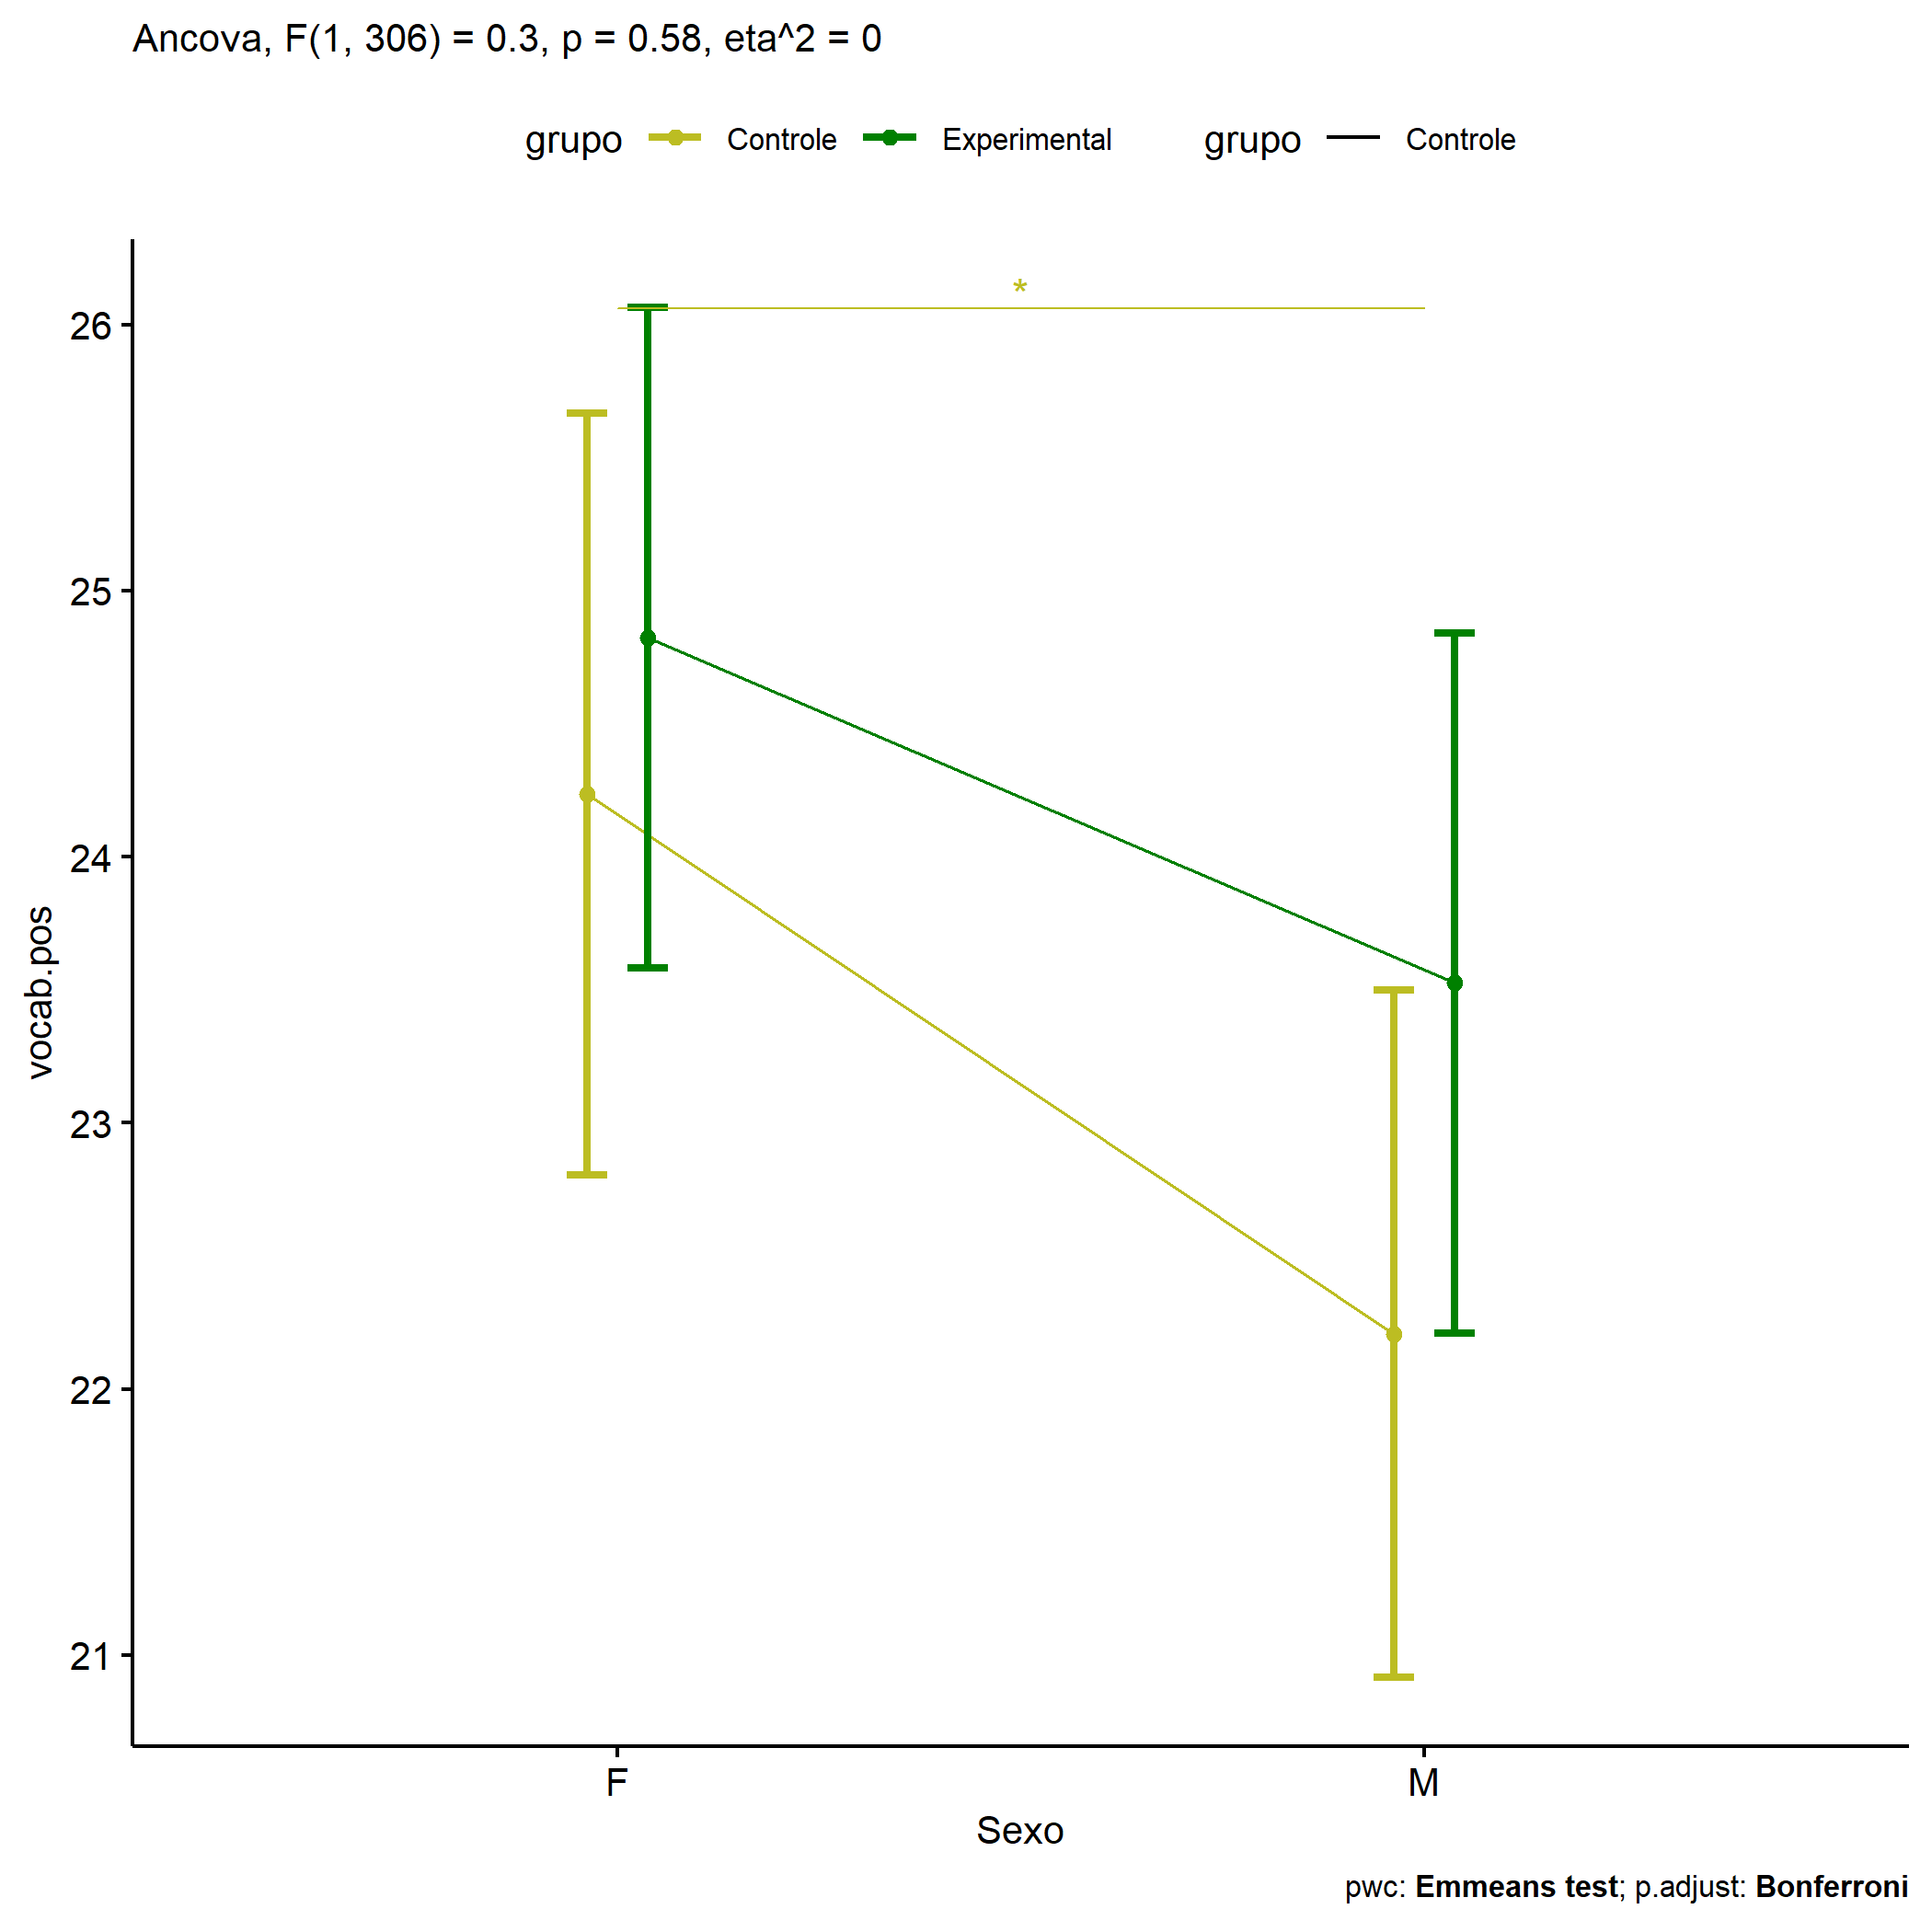 Ancova, F(1, 306) = 0.3, p = 0.58, eta^2 = 0
grupo Controle Experimental grupo Controle
*
26
25
24
23
22
21
vocab.pos
F M
Sexo
pwc: Emmeans test; p.adjust: Bonferroni